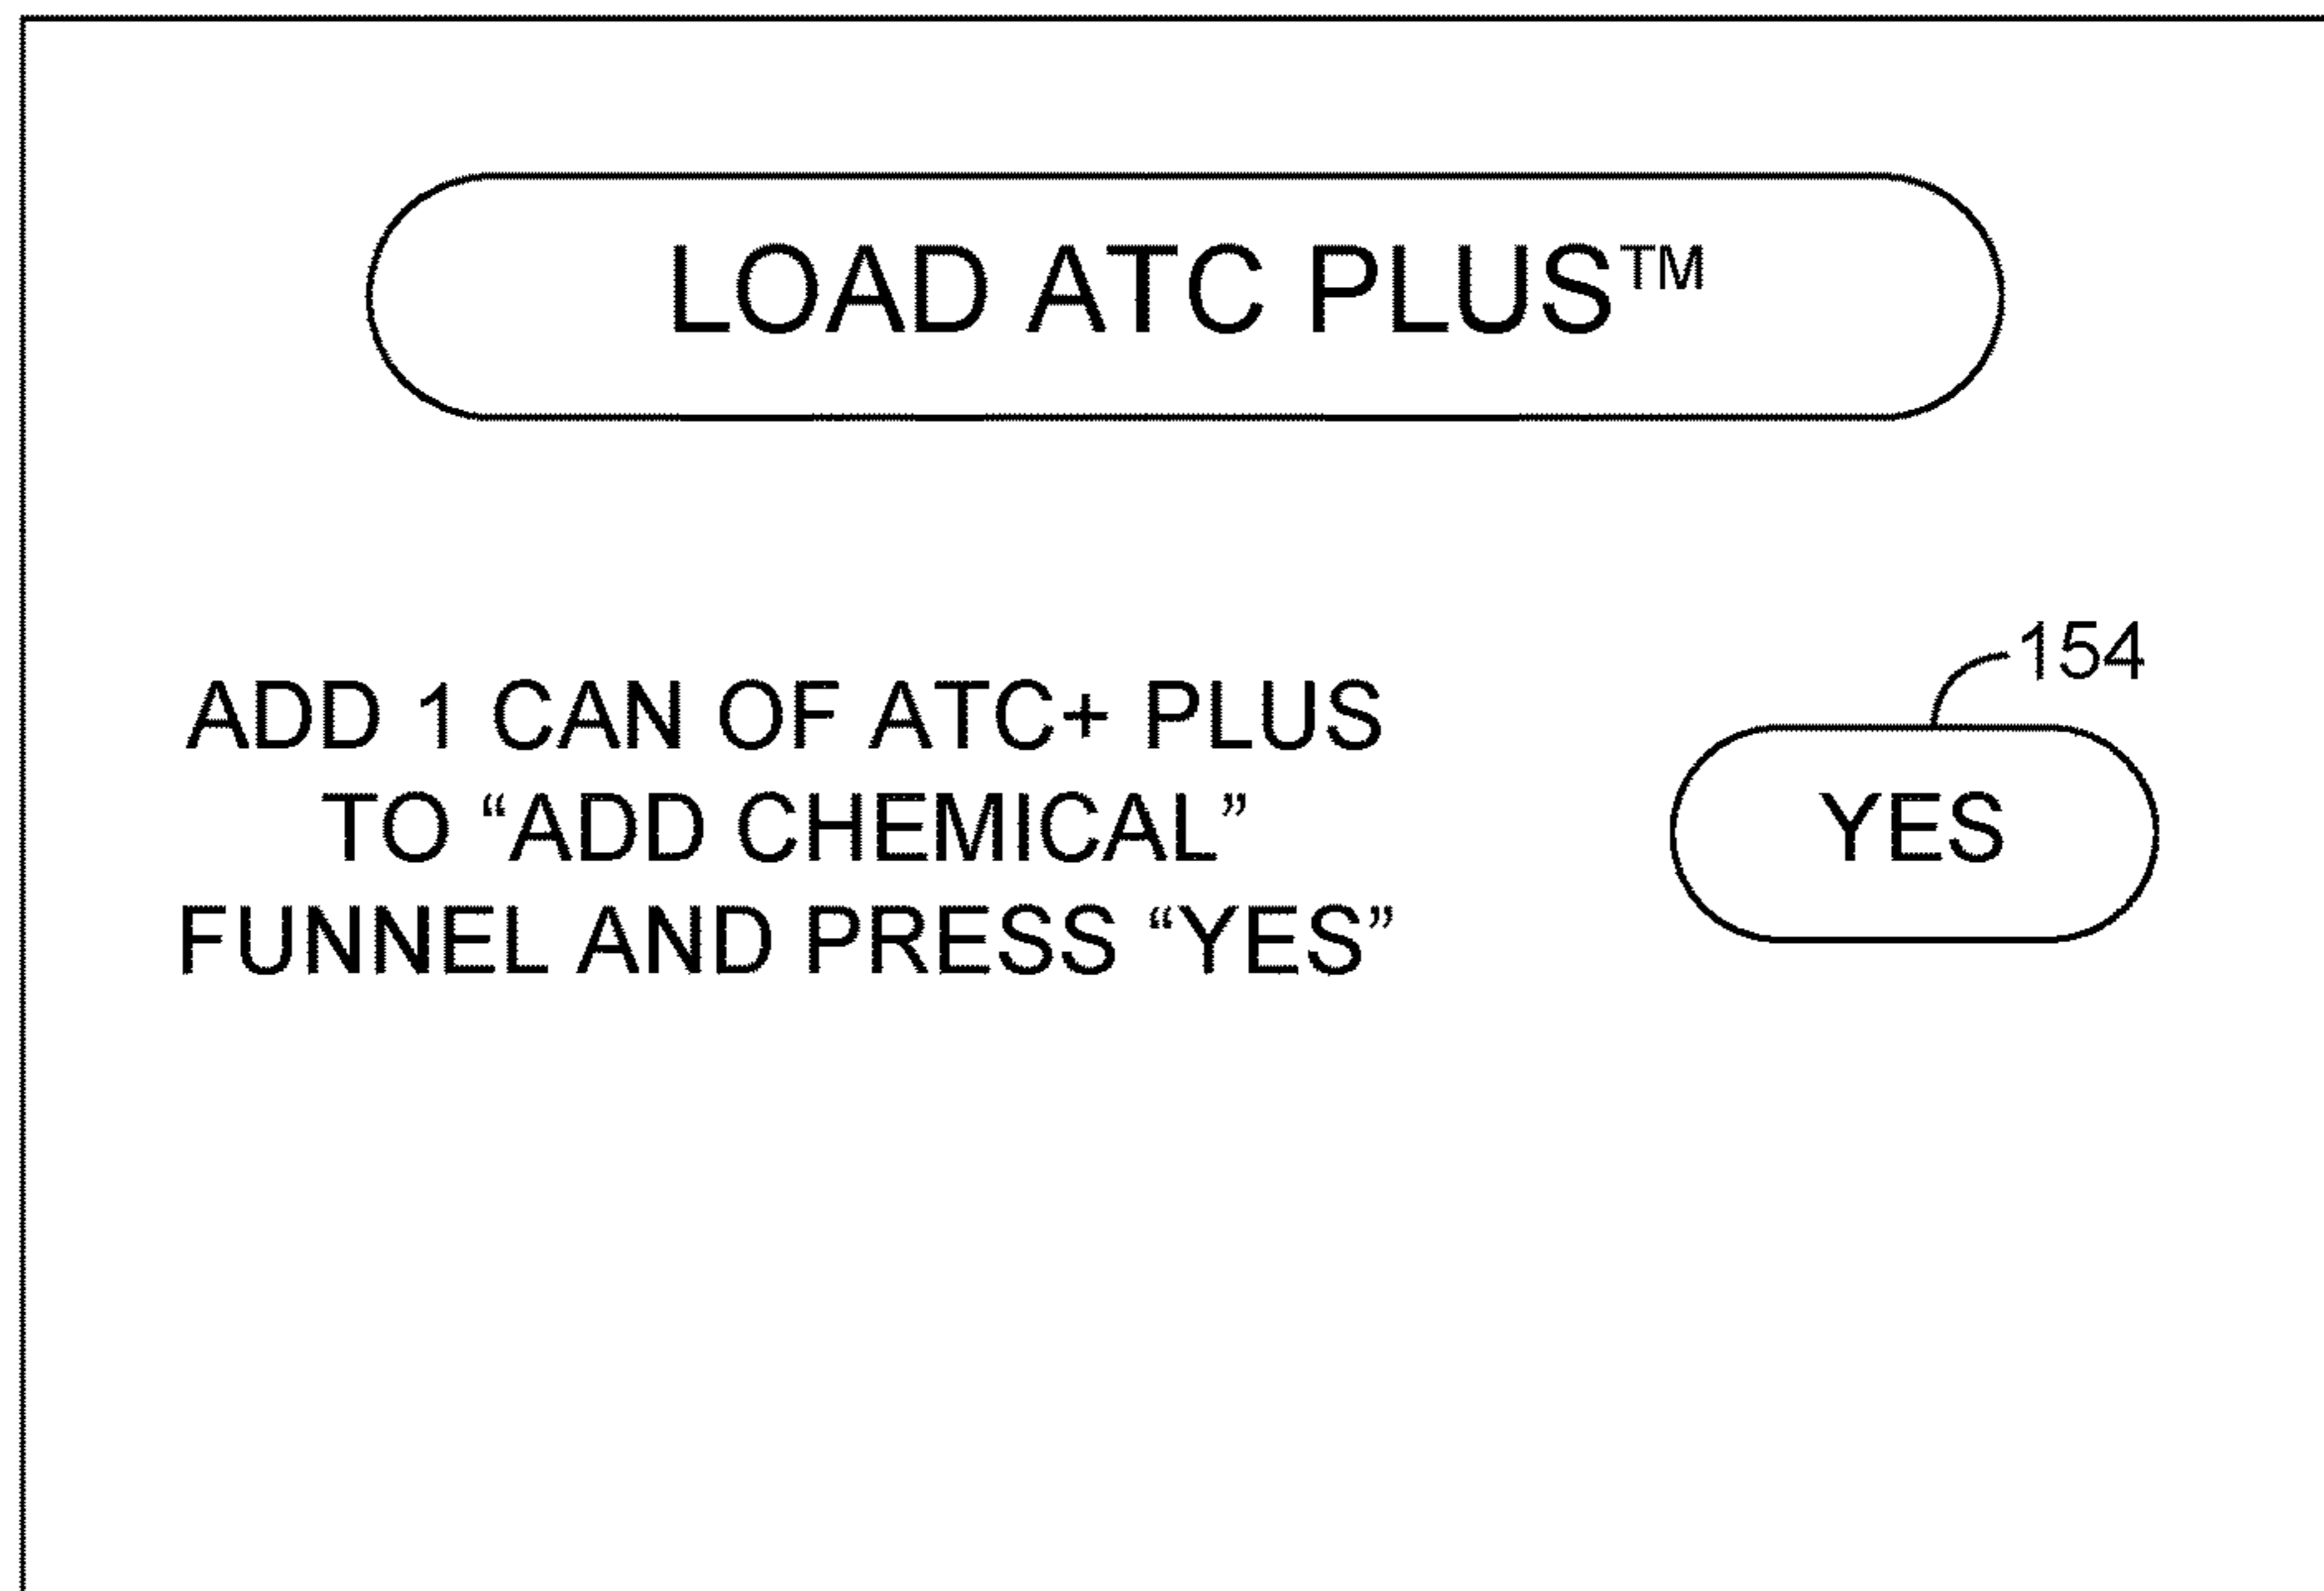 LOAD ATC PLUS™
154
ADD 1 CAN OF ATC+ PLUS
TO “ADD CHEMICAL”
FUNNEL AND PRESS “YES”
YES